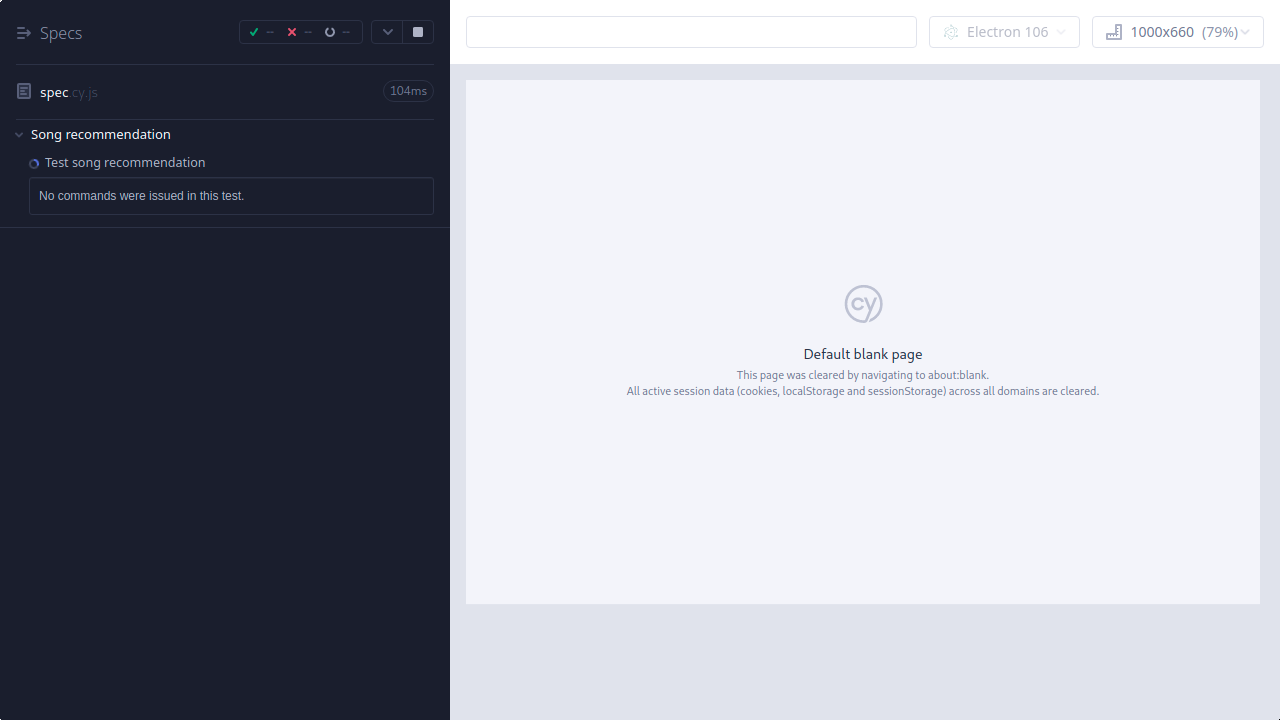 Specs
--
--
--
Electron 106
1000x660 (79%)
spec.cy.js
104ms
Song recommendation
Test song recommendation
No commands were issued in this test.
cy
Default blank page
This page was cleared by navigating to about:blank.
All active session data (cookies, localStorage and sessionStorage) across all domains are cleared.